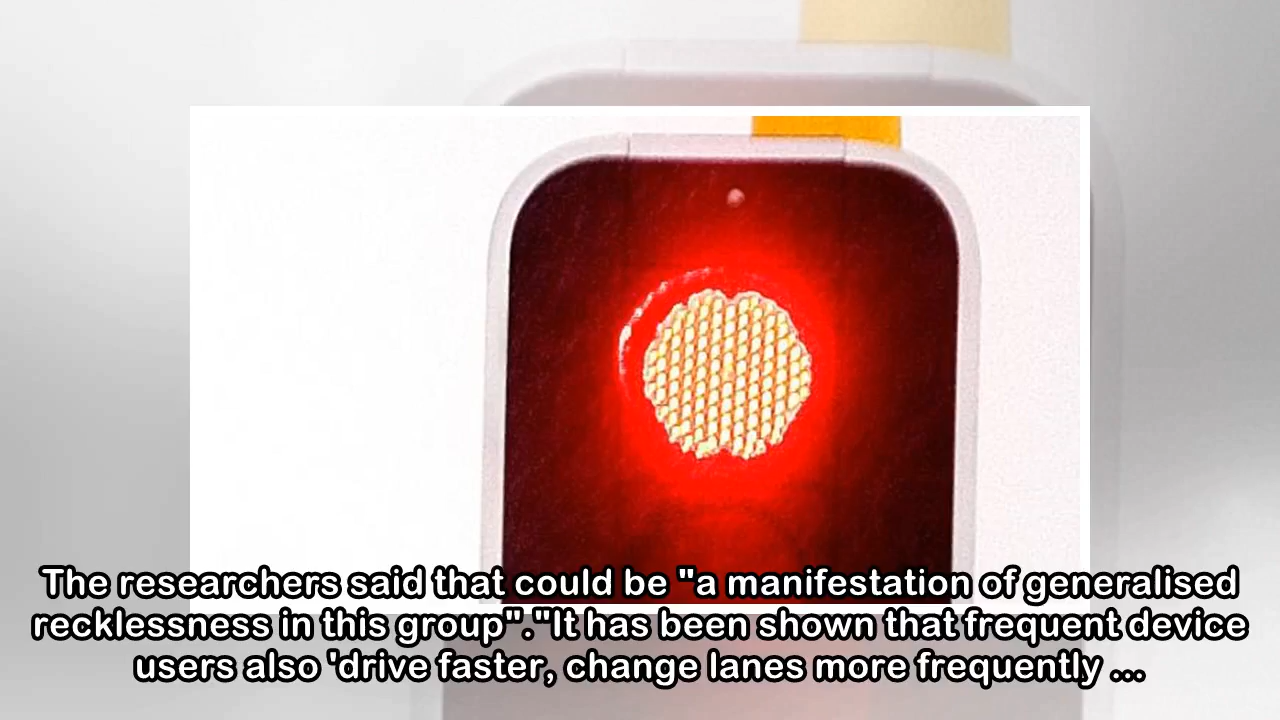 The researchers said that could be "a manifestation of generalised
recklessness in this group"."It has been shown that frequent device
users also 'drive faster, change lanes more frequently ...